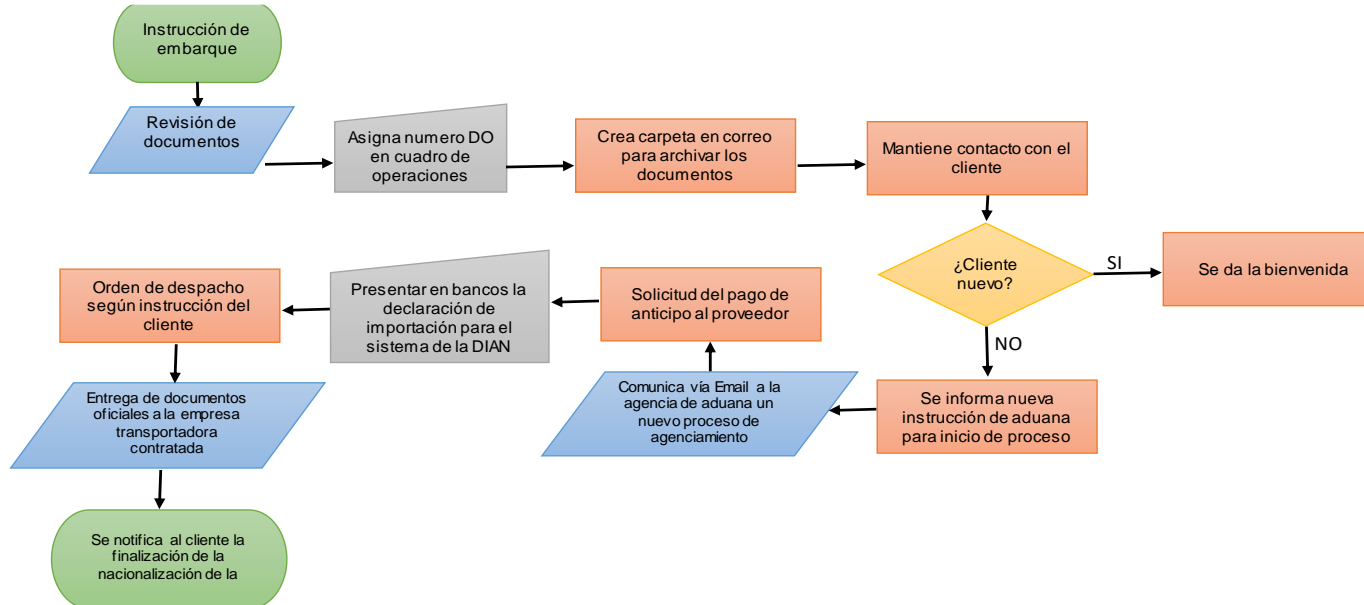 Instrucción de
embarque
Revisión de
documentos
Asigna numero DO
en cuadro de
operaciones
Crea carpeta en correo
para archivar los
documentos
Mantiene contacto con el
cliente
¿Cliente
nuevo?
SI
Se da la bienvenida
NO
Se informa nueva
instrucción de aduana
para inicio de proceso
Comunica vía Email a la
agencia de aduana un
nuevo proceso de
agenciamiento
Solicitud del pago de
anticipo al proveedor
Presentar en bancos la
declaración de
importación para el
sistema de la DIAN
Orden de despacho
según instrucción del
cliente
Entrega de documentos
oficiales a la empresa
transportadora
contratada
Se notifica al cliente la
finalización de la
nacionalización de la